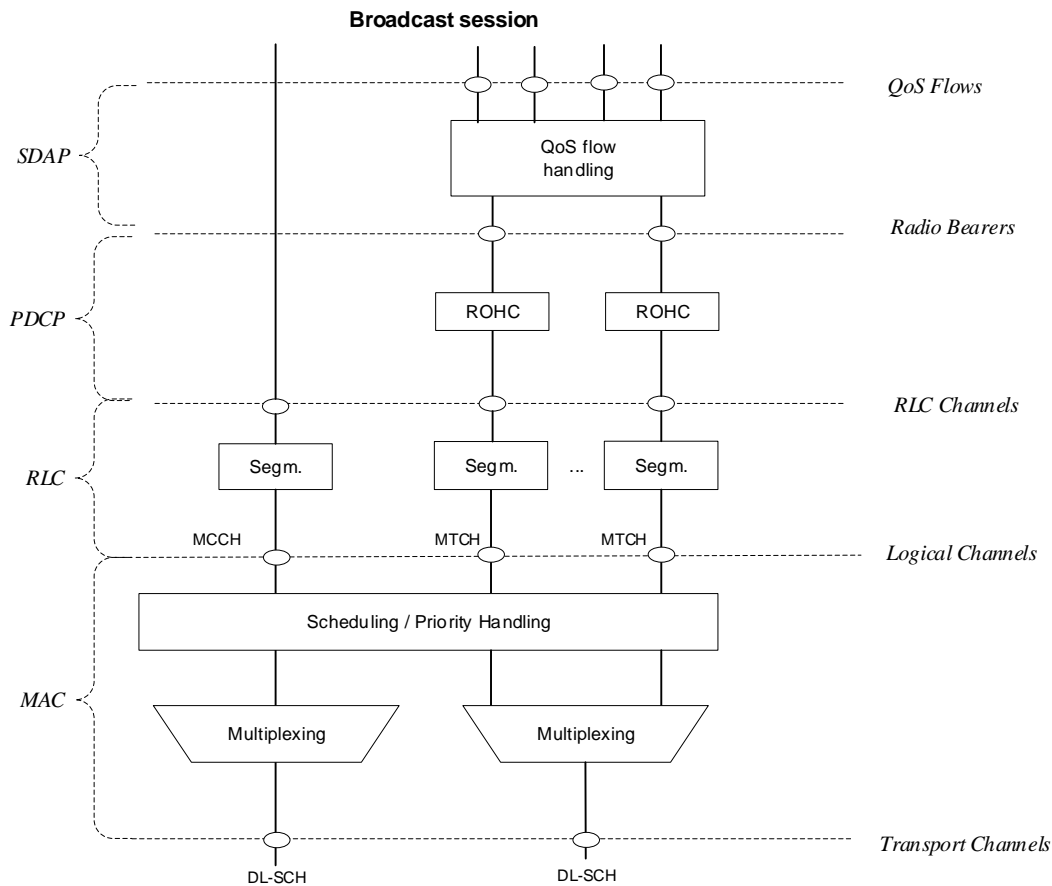 Broadcast session
QoS Flows
SDAP
QoS flow
handling
Radio Bearers
PDCP
ROHC
ROHC
RLC Channels
RLC
Segm.
Segm.
...
Segm.
MCCH
MTCH
MTCH
Logical Channels
Scheduling / Priority Handling
MAC
Multiplexing
Multiplexing
Transport Channels
DL-SCH
DL-SCH